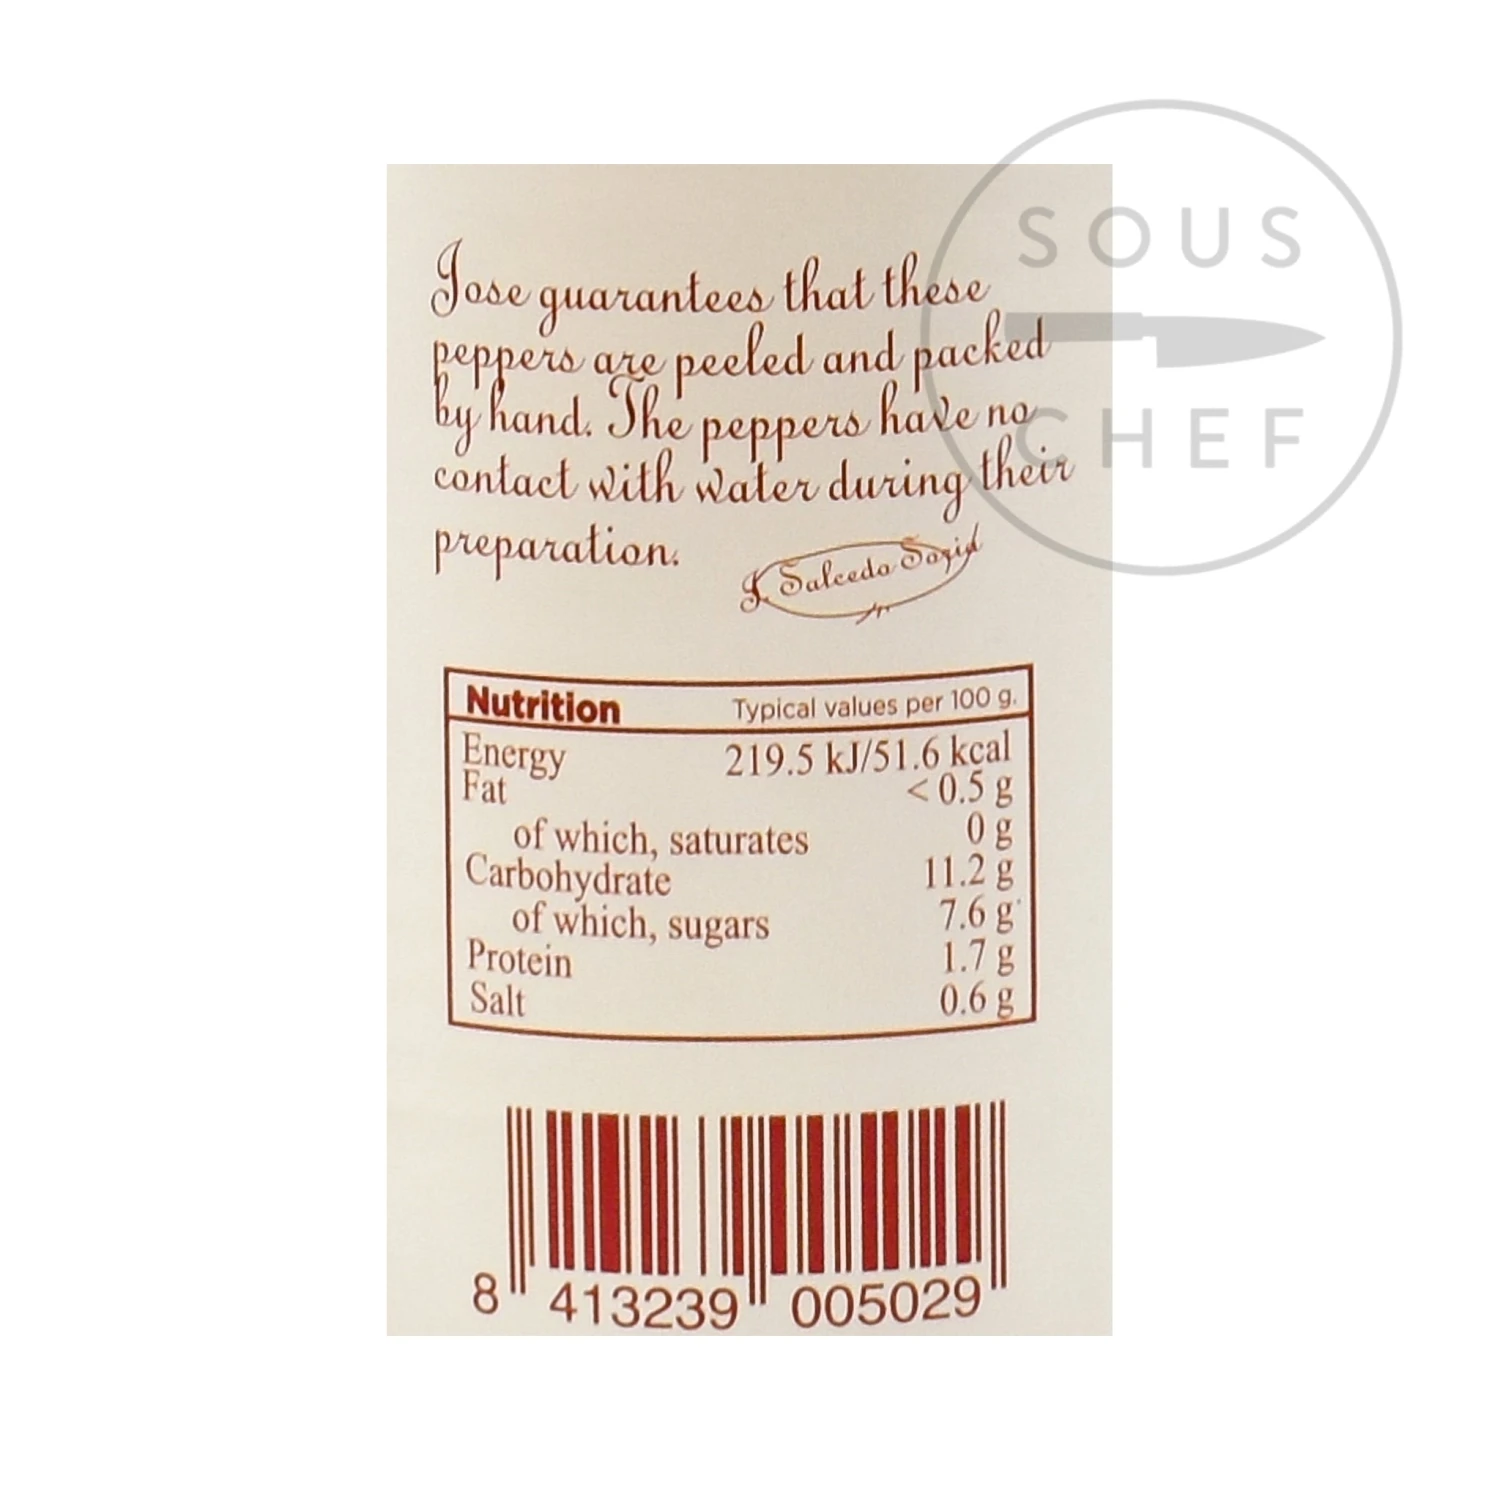 SOUS
CHEF
Jose guarantees that these
peppers are peeled and packed
by hand. The peppers have no
contact with water during their
preparation.
J. Salcedo
Nutrition Typical values per 100 g.
Energy 219.5 kJ/51.6 kcal
Fat < 0.5 g
of which, saturates 0 g
Carbohydrate 11.2 g
of which, sugars 7.6 g
Protein 1.7 g
Salt 0.6 g
8 413239 005029